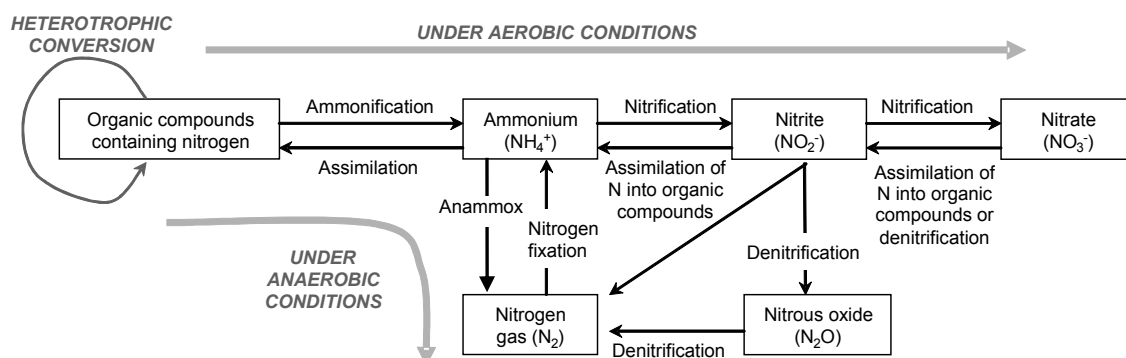 HETEROTROPHIC
CONVERSION
UNDER AEROBIC CONDITIONS
Organic compounds
containing nitrogen
Ammonification
Assimilation
Ammonium
(NH₄⁺)
Nitrification
Assimilation of
N into organic
compounds
Nitrite
(NO₂⁻)
Nitrification
Assimilation of
N into organic
compounds or
denitrification
Nitrate
(NO₃⁻)
Anammox
Nitrogen
fixation
Denitrification
UNDER
ANAEROBIC
CONDITIONS
Nitrogen
gas (N₂)
Denitrification
Nitrous oxide
(N₂O)